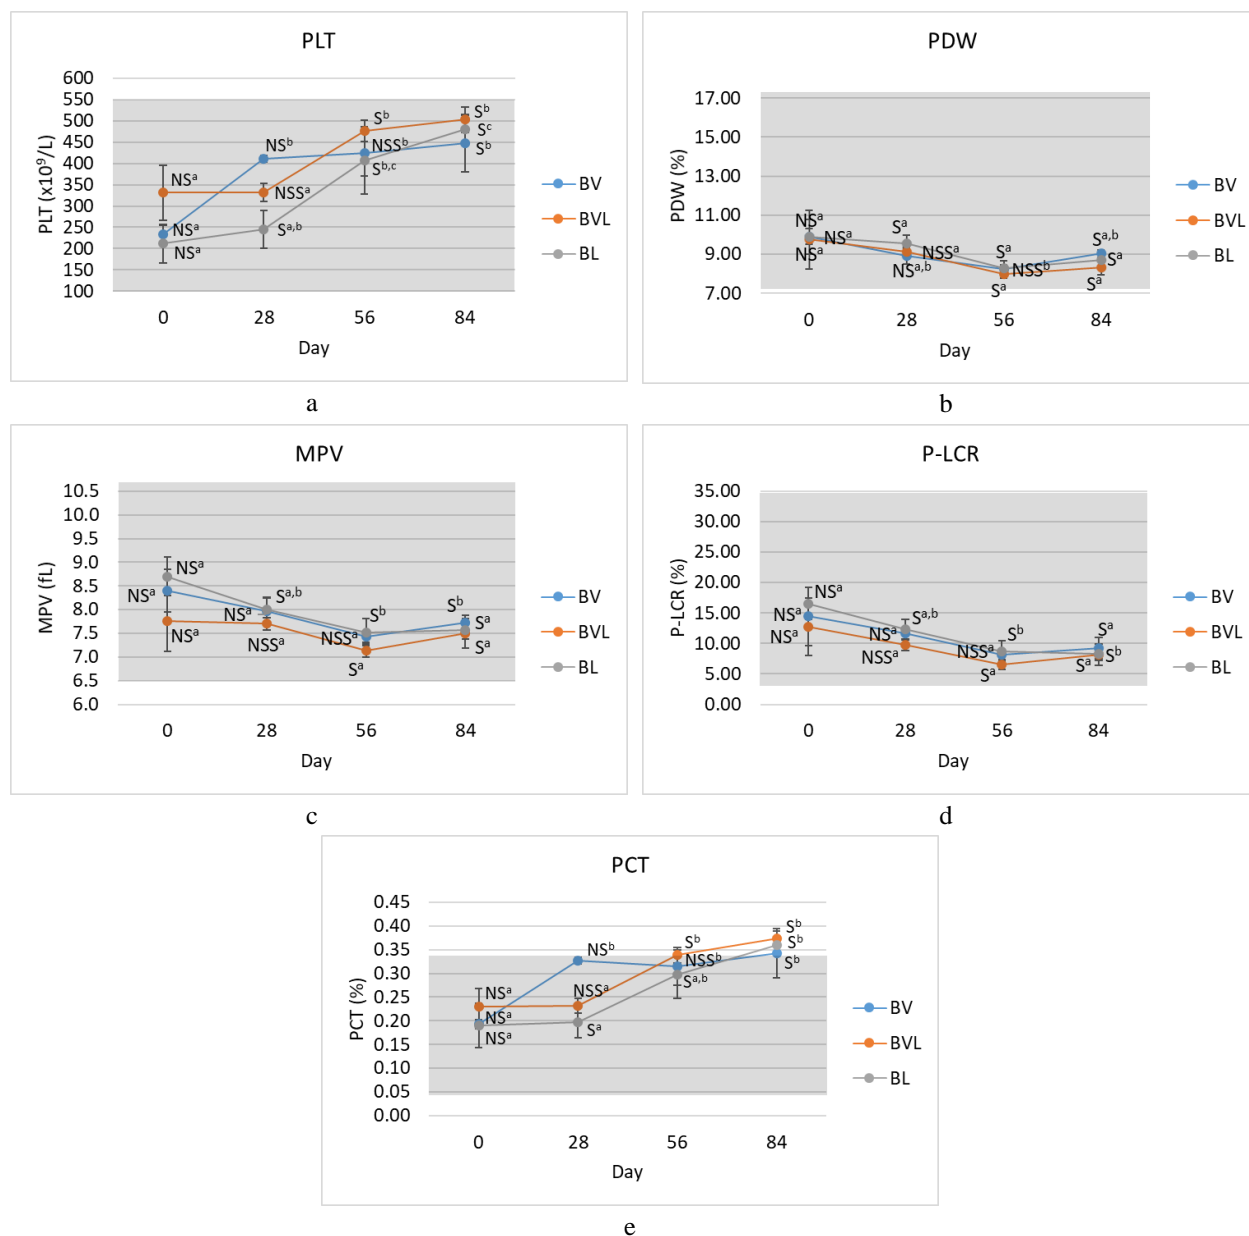 PLT
600
550
500
450
400
350
300
250
200
150
100
PLT (x10⁹/L)
NSᵃ
NSᵃ
NSᵃ
NSᵇ
NSSᵃ
Sᵃ,ᵇ
Sᵇ
NSSᵇ
Sᵇ,ᶜ
Sᵇ
Sᶜ
Sᵇ
0 28 56 84
Day
BV
BVL
BL
a
PDW
17.00
15.00
13.00
11.00
9.00
7.00
PDW (%)
NSᵃ
NSᵃ
NSᵃ
Sᵃ
NSSᵃ
NSᵃ,ᵇ
Sᵃ
NSSᵇ
Sᵃ
Sᵃ,ᵇ
Sᵃ
Sᵃ
0 28 56 84
Day
BV
BVL
BL
b
MPV
10.5
10.0
9.5
9.0
8.5
8.0
7.5
7.0
6.5
6.0
MPV (fL)
NSᵃ
NSᵃ
NSᵃ
Sᵃ,ᵇ
NSᵃ
NSSᵃ
Sᵇ
NSSᵃ
Sᵃ
Sᵇ
Sᵃ
Sᵃ
0 28 56 84
Day
BV
BVL
BL
c
P-LCR
35.00
30.00
25.00
20.00
15.00
10.00
5.00
0.00
P-LCR (%)
NSᵃ
NSᵃ
NSᵃ
Sᵃ,ᵇ
NSᵃ
NSSᵃ
Sᵇ
NSSᵃ
Sᵃ
Sᵃ
Sᵇ
Sᵃ
0 28 56 84
Day
BV
BVL
BL
d
PCT
0.45
0.40
0.35
0.30
0.25
0.20
0.15
0.10
0.05
0.00
PCT (%)
NSᵃ
NSᵃ
NSᵃ
NSᵇ
NSSᵃ
Sᵃ
Sᵇ
NSSᵇ
Sᵃ,ᵇ
Sᵇ
Sᵇ
Sᵇ
0 28 56 84
Day
BV
BVL
BL
e